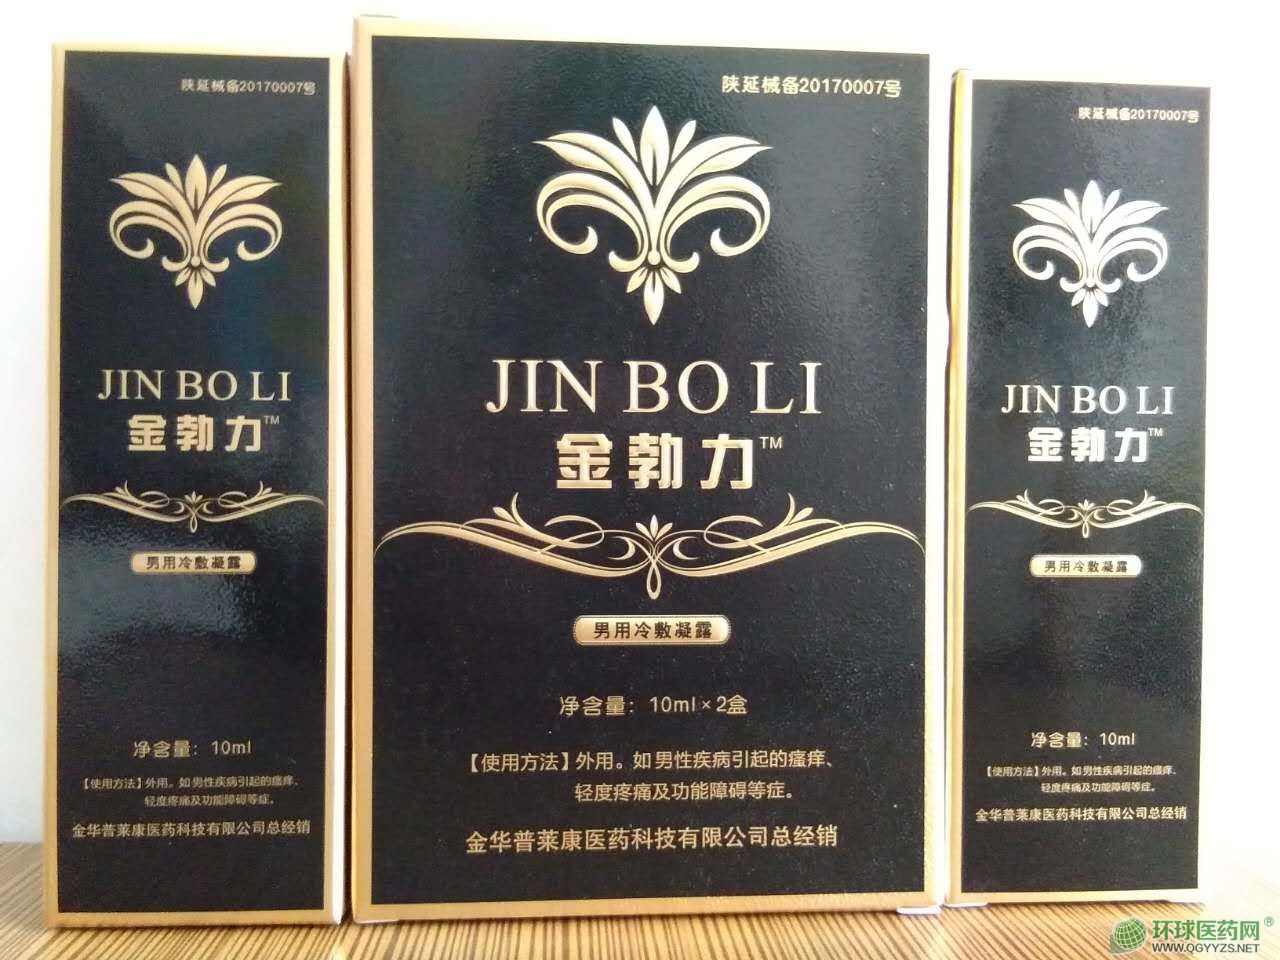 陕延械备20170007号
JIN BO LI
金勃力™
男用冷敷凝露
净含量：10ml
【使用方法】外用。如男性疾病引起的瘙痒、
轻度疼痛及功能障碍等症。
金华普莱康医药科技有限公司总经销
陕延械备20170007号
JIN BO LI
金勃力™
男用冷敷凝露
净含量：10ml×2盒
【使用方法】外用。如男性疾病引起的瘙痒、
轻度疼痛及功能障碍等症。
金华普莱康医药科技有限公司总经销
陕延械备20170007号
JIN BO LI
金勃力™
男用冷敷凝露
净含量：10ml
【使用方法】外用。如男性疾病引起的瘙痒、
轻度疼痛及功能障碍等症。
金华普莱康医药科技有限公司总经销
环球医药网®
WWW.QGYYZS.NET